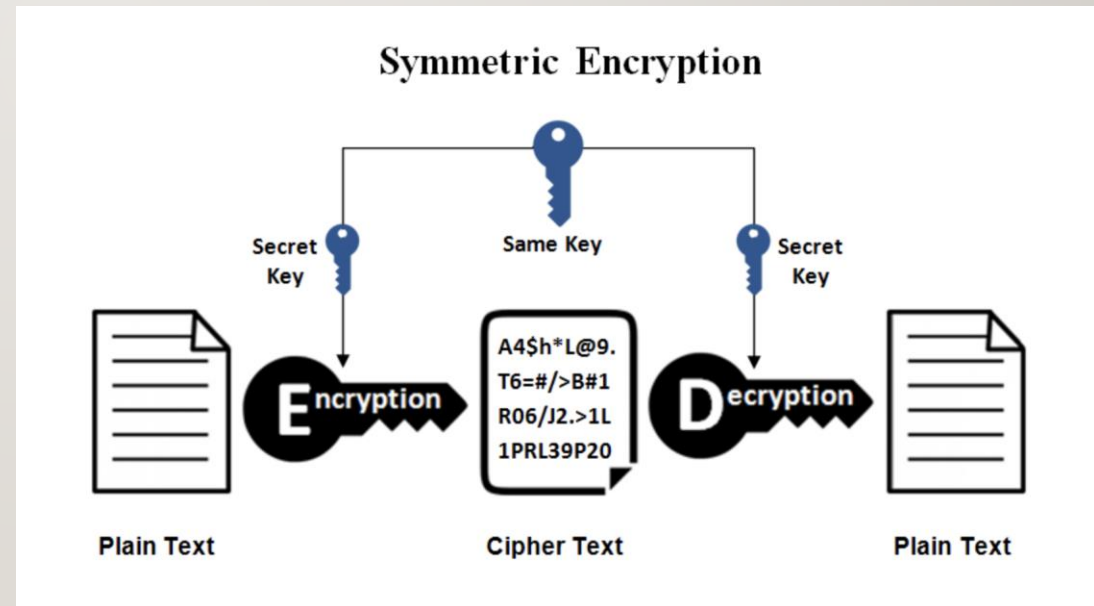 Symmetric Encryption
Secret
Key
Same Key
Secret
Key
Encryption
A4$h*L@9.
T6=#/>B#1
R06/J2.>1L
1PRL39P20
Decryption
Plain Text
Cipher Text
Plain Text